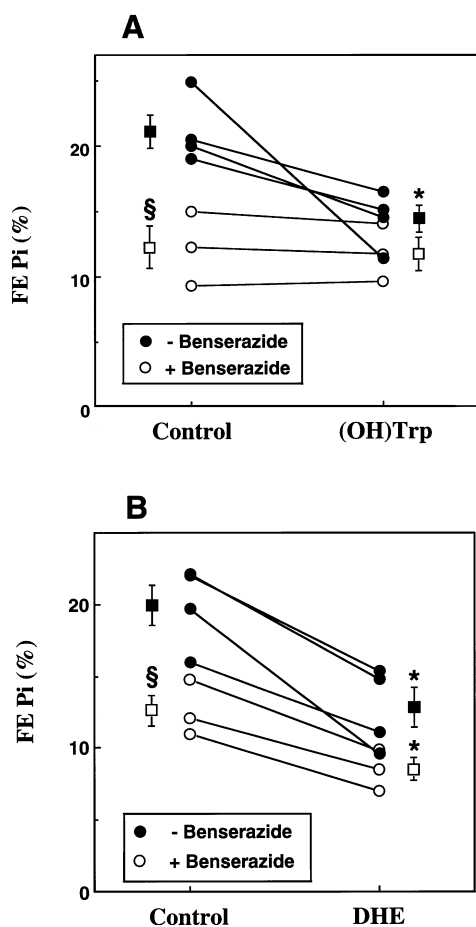 A
FE Pi (%)
20
10
0
§
*
- Benserazide
+ Benserazide
Control
(OH)Trp
B
FE Pi (%)
20
10
0
§
*
*
- Benserazide
+ Benserazide
Control
DHE